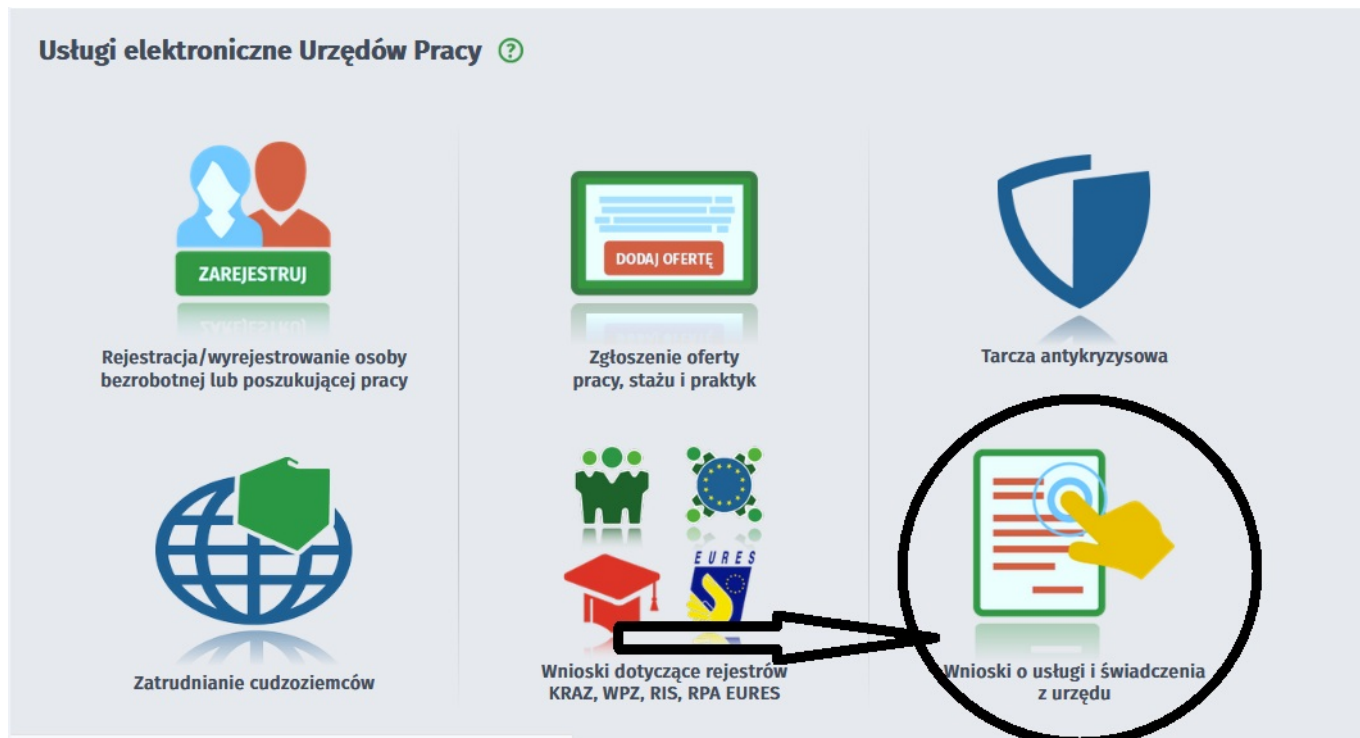 Usługi elektroniczne Urzędów Pracy ?
ZAREJESTRUJ
Rejestracja/wyrejestrowanie osoby
bezrobotnej lub poszukującej pracy
DODAJ OFERTĘ
Zgłoszenie oferty
pracy, stażu i praktyk
Tarcza antykryzysowa
Zatrudnianie cudzoziemców
EURES
Wnioski dotyczące rejestrów
KRAZ, WPZ, RIS, RPA EURES
Wnioski o usługi i świadczenia
z urzędu